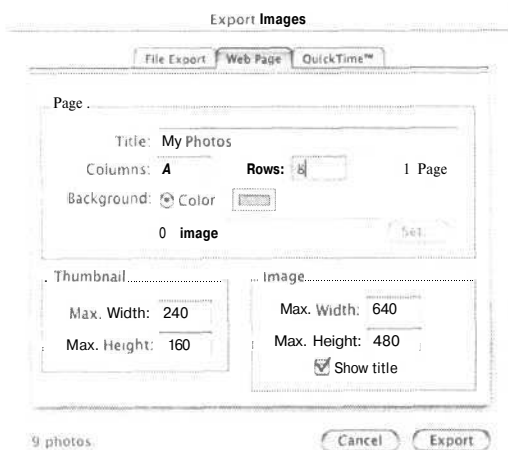 Export Images
File Export Web Page QuickTime™
Page .
Title: My Photos
Columns: A Rows: 8 1 Page
Background: Color
0 image Set...
Thumbnail
Max. Width: 240
Max. Height: 160
Image
Max. Width: 640
Max. Height: 480
Show title
9 photos
Cancel Export